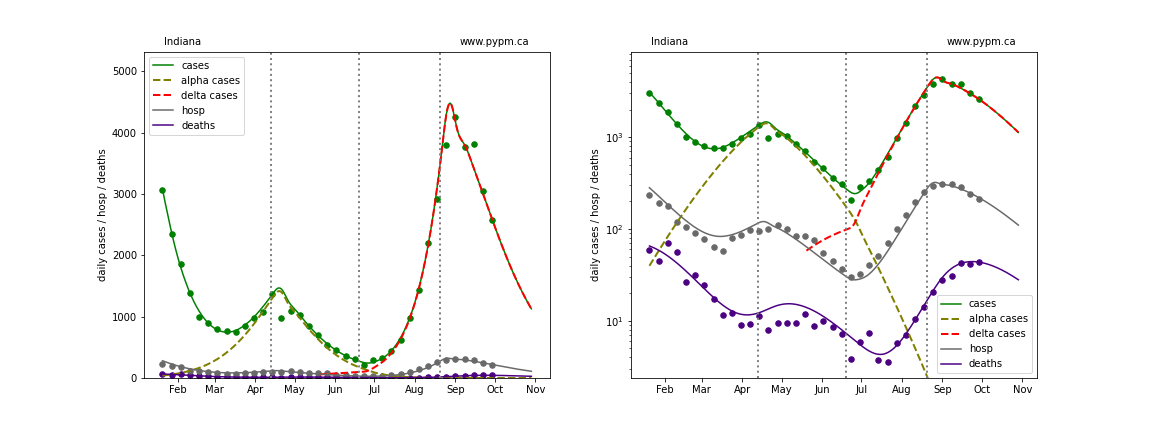 Indiana www.pypm.ca
daily cases / hosp / deaths
5000
4000
3000
2000
1000
0
cases
alpha cases
delta cases
hosp
deaths
Feb Mar Apr May Jun Jul Aug Sep Oct Nov
Indiana www.pypm.ca
daily cases / hosp / deaths
10³
10²
10¹
cases
alpha cases
delta cases
hosp
deaths
Feb Mar Apr May Jun Jul Aug Sep Oct Nov